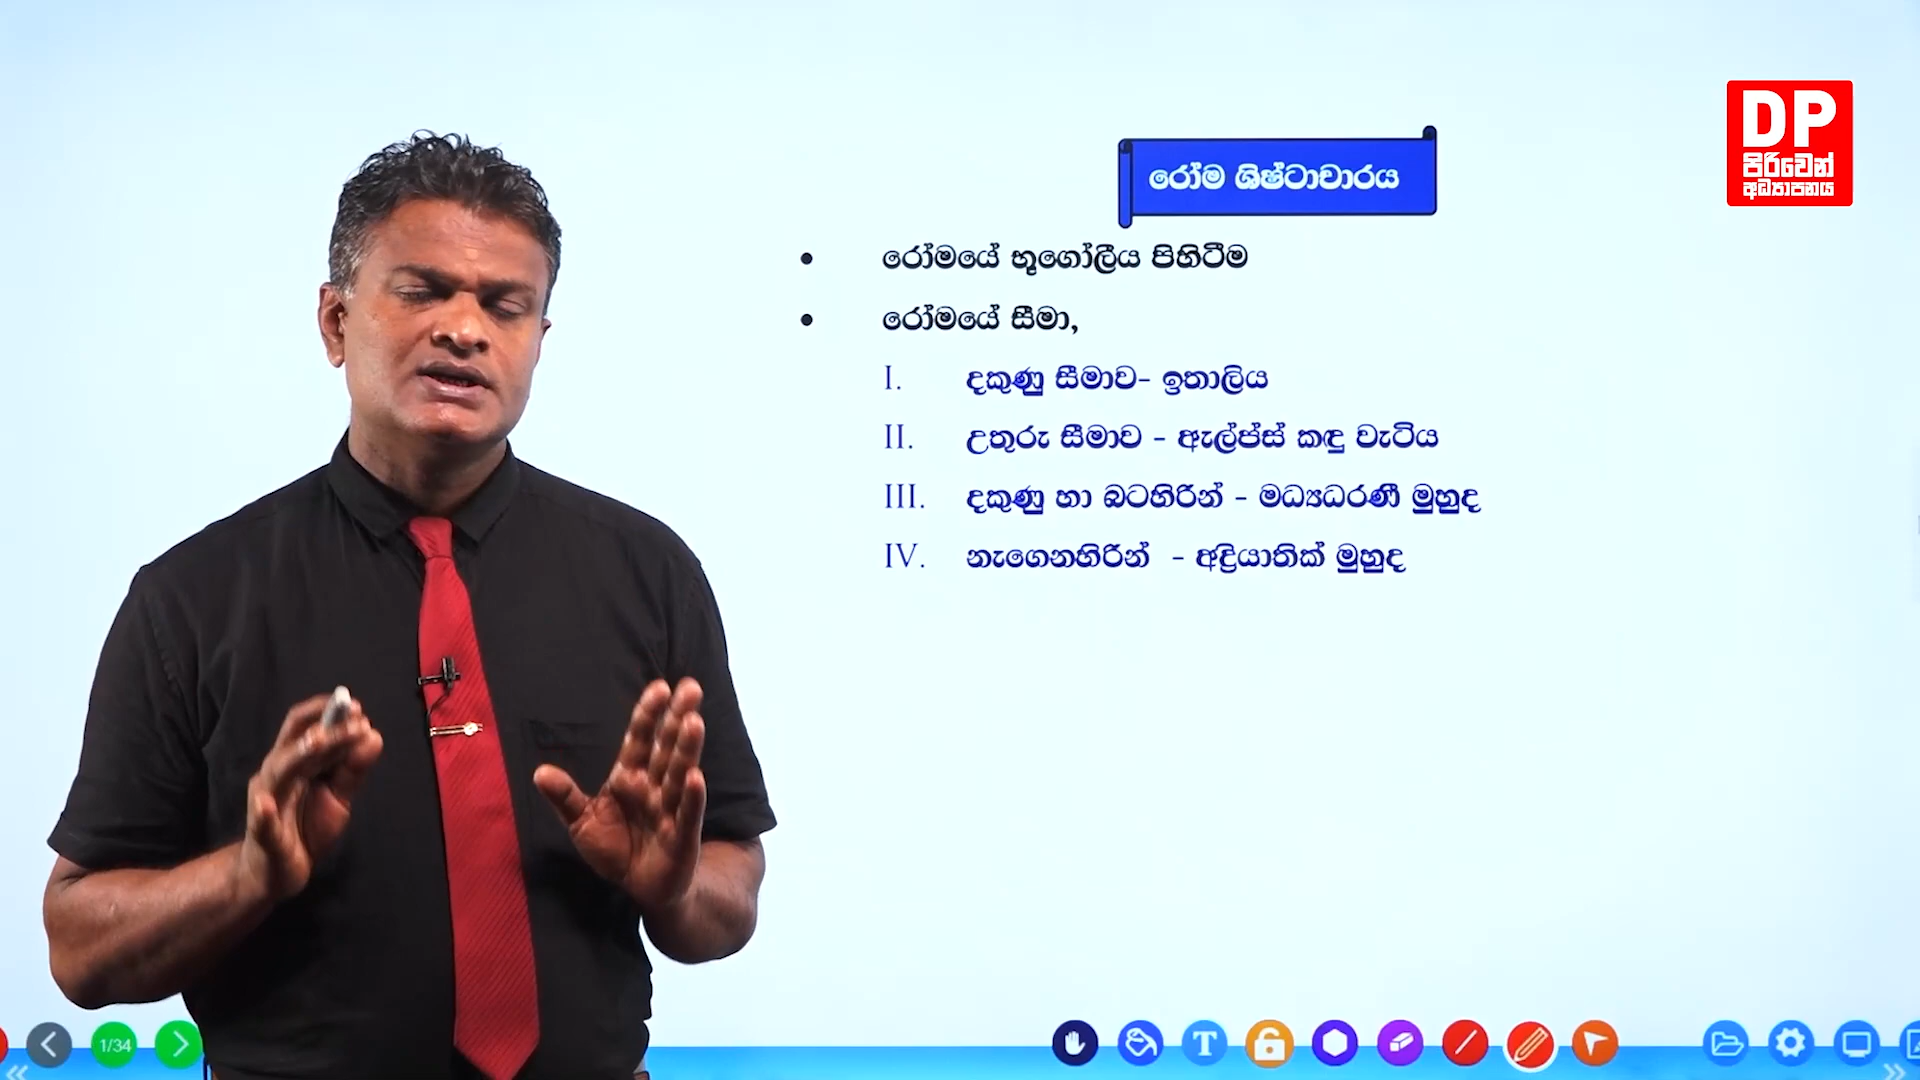 DP
පිරිවෙන්
අධ්‍යාපනය
රෝම ශිෂ්ටාචාරය
• රෝමයේ භූගෝලීය පිහිටීම
• රෝමයේ සීමා,
I. දකුණු සීමාව- ඉතාලිය
II. උතුරු සීමාව - ඇල්ප්ස් කඳු වැටිය
III. දකුණු හා බටහිරින් - මධ්‍යධරණී මුහුද
IV. නැගෙනහිරින් - අද්‍රියාතික් මුහුද
1/34
T